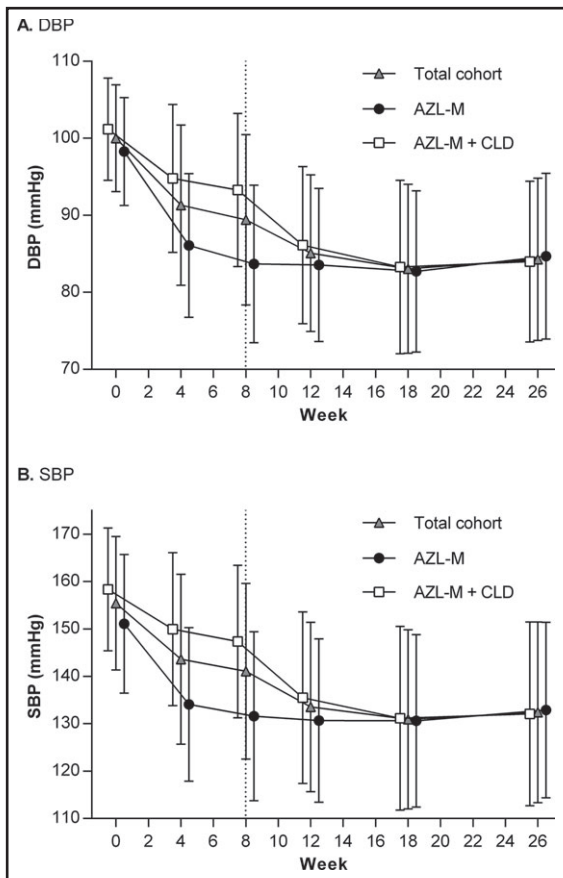 A. DBP
110
100
90
80
70
DBP (mmHg)
Total cohort
AZL-M
AZL-M + CLD
0 2 4 6 8 10 12 14 16 18 20 22 24 26
Week
B. SBP
170
160
150
140
130
120
110
SBP (mmHg)
Total cohort
AZL-M
AZL-M + CLD
0 2 4 6 8 10 12 14 16 18 20 22 24 26
Week